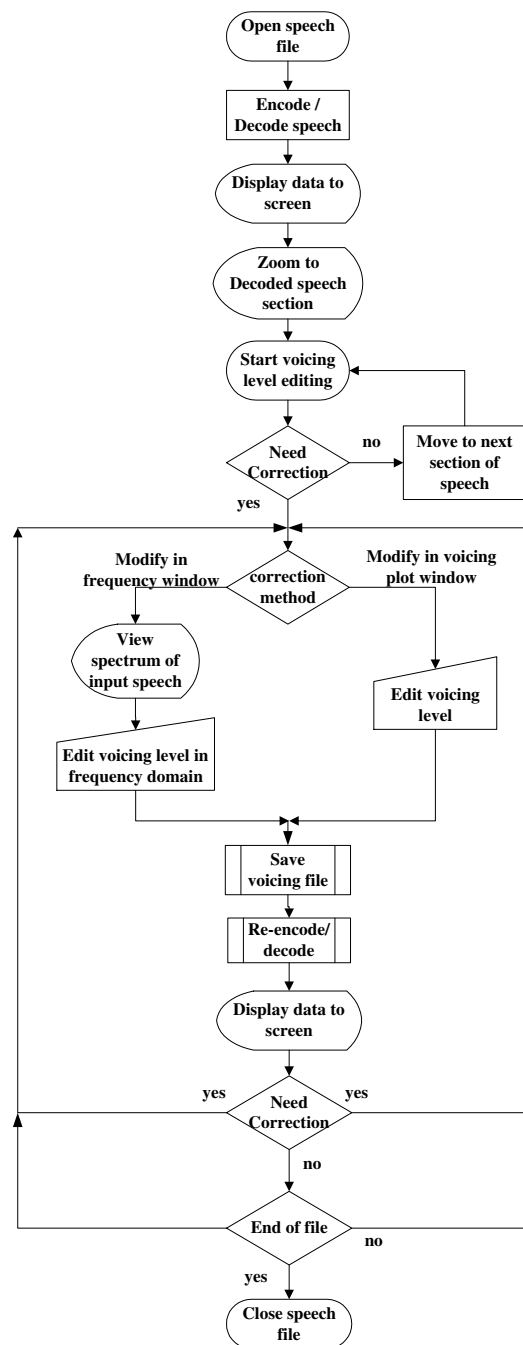 Open speech
file
Encode /
Decode speech
Display data to
screen
Zoom to
Decoded speech
section
Start voicing
level editing
Need
Correction
no
Move to next
section of
speech
yes
Modify in
frequency window
correction
method
Modify in voicing
plot window
View
spectrum of
input speech
Edit voicing
level
Edit voicing level in
frequency domain
Save
voicing file
Re-encode/
decode
Display data to
screen
yes
Need
Correction
yes
no
End of file
no
yes
Close speech
file